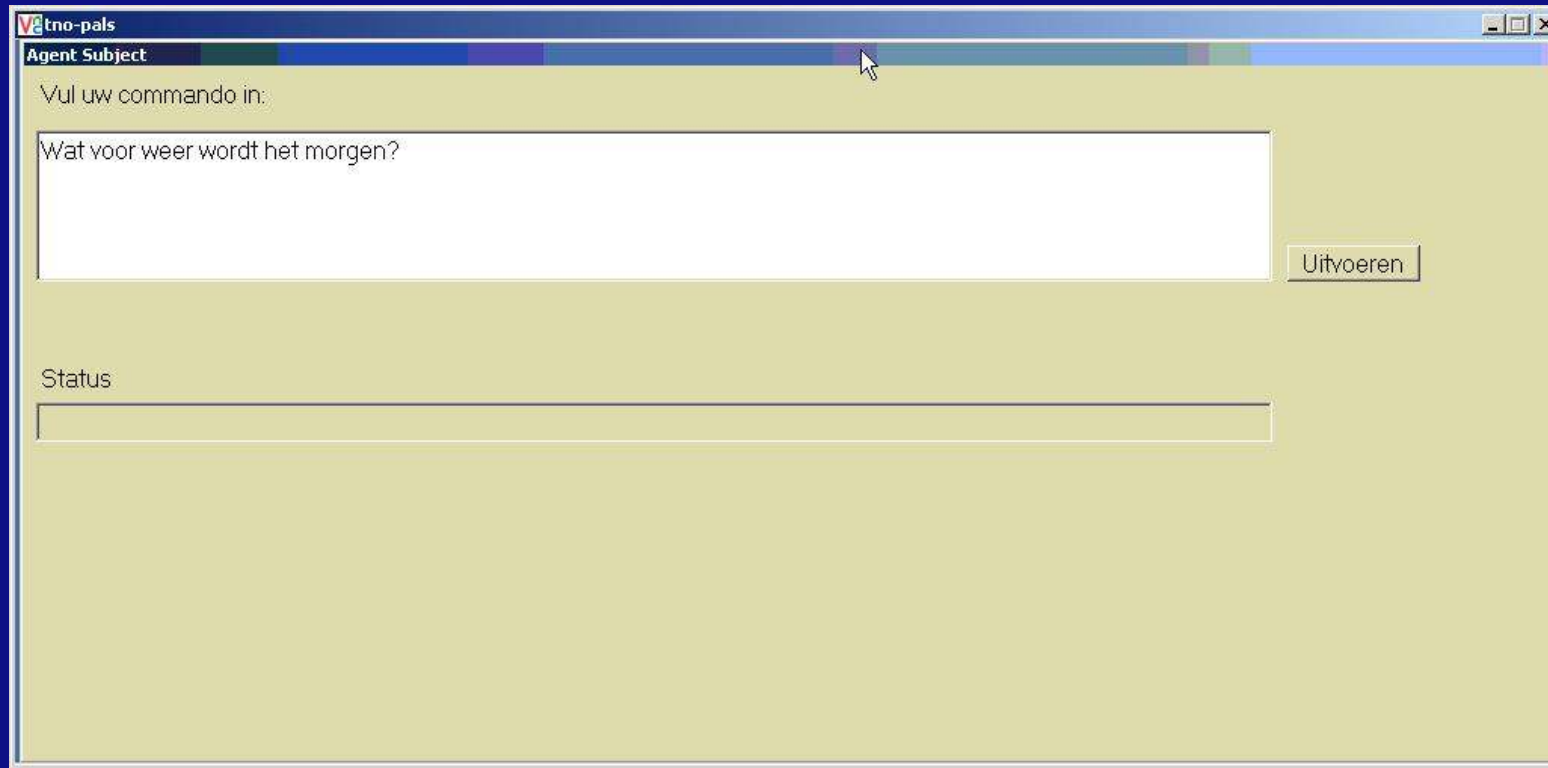 tno-pals
Agent Subject
Vul uw commando in:
Wat voor weer wordt het morgen?
Uitvoeren
Status